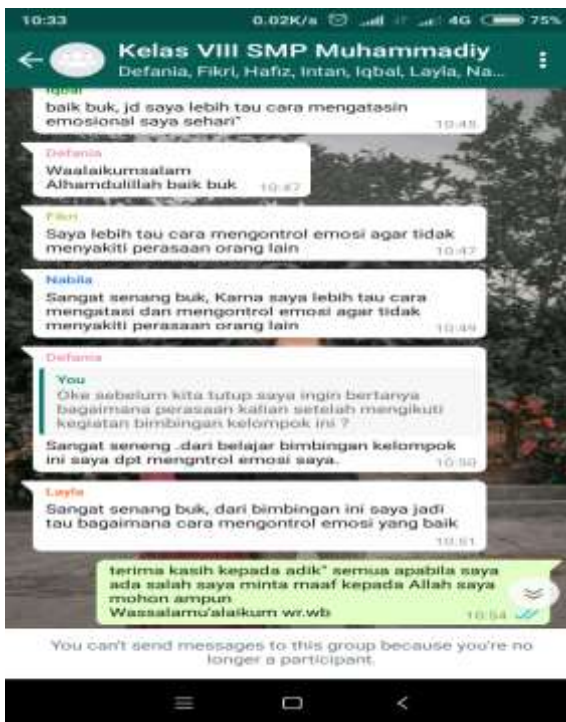 10:33
0.02K/s 4G 75%
Kelas VIII SMP Muhammadiy
Defania, Fikri, Hafiz, Intan, Iqbal, Layla, Na...
Iqbal
baik buk, jd saya lebih tau cara mengatasin
emosional saya sehari"
10:45
Defania
Waalaikumsalam
Alhamdulillah baik buk
10:47
Fikri
Saya lebih tau cara mengontrol emosi agar tidak
menyakiti perasaan orang lain
10:47
Nabila
Sangat senang buk, Karna saya lebih tau cara
mengatasi dan mengontrol emosi agar tidak
menyakiti perasaan orang lain
10:49
Defania
You
Oke sebelum kita tutup saya ingin bertanya
bagaimana perasaan kalian setelah mengikuti
kegiatan bimbingan kelompok ini ?
Sangat seneng .dari belajar bimbingan kelompok
ini saya dpt mengntrol emosi saya.
10:50
Layla
Sangat senang buk, dari bimbingan ini saya jadi
tau bagaimana cara mengontrol emosi yang baik
10:51
terima kasih kepada adik" semua apabila saya
ada salah saya minta maaf kepada Allah saya
mohon ampun
Wassalamu'alaikum wr.wb
10:54
You can't send messages to this group because you're no
longer a participant.